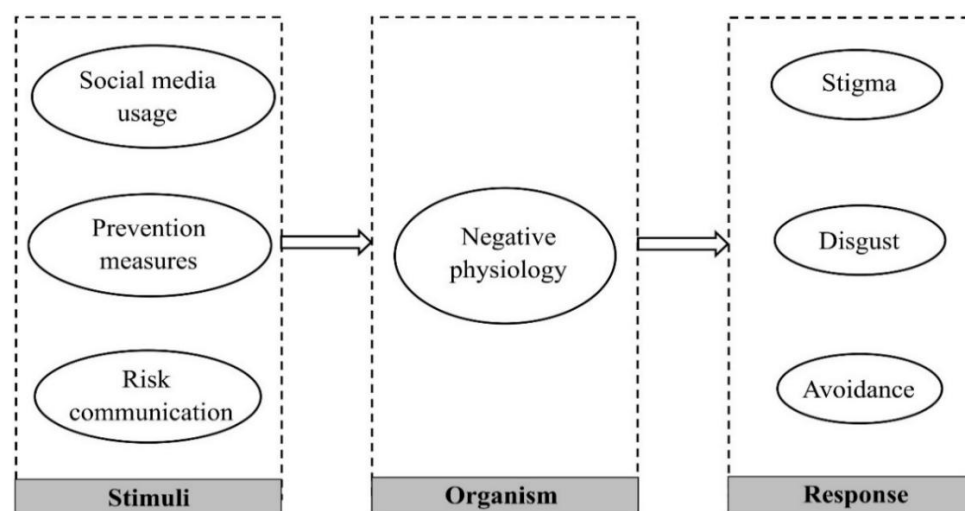 Social media
usage
Prevention
measures
Risk
communication
Stimuli
Negative
physiology
Organism
Stigma
Disgust
Avoidance
Response